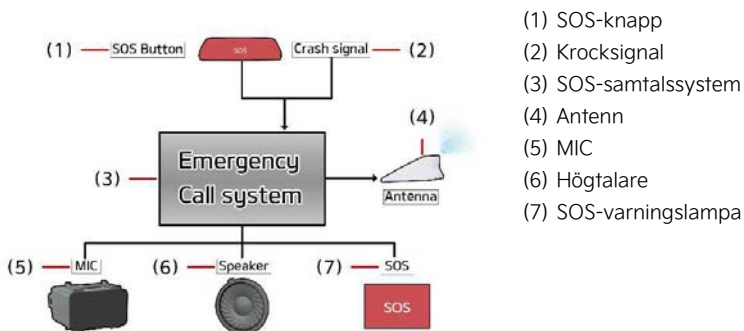 (1) SOS Button SOS Crash signal (2)
(4)
(3) Emergency
Call system
Antenna
(5) MIC (6) Speaker (7) SOS
SOS
(1) SOS-knapp
(2) Krocksignal
(3) SOS-samtalssystem
(4) Antenn
(5) MIC
(6) Högtalare
(7) SOS-varningslampa